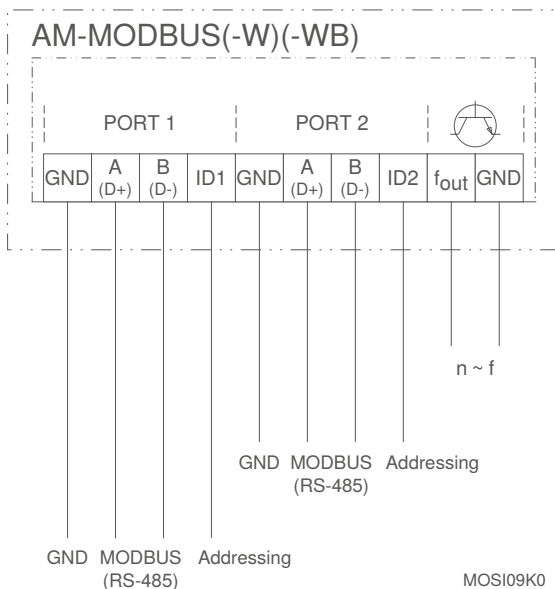 AM-MODBUS(-W)(-WB)
PORT 1 PORT 2
GND A (D+) B (D-) ID1 GND A (D+) B (D-) ID2 fout GND
n ~ f
GND MODBUS (RS-485) Addressing
GND MODBUS (RS-485) Addressing
MOSI09K0